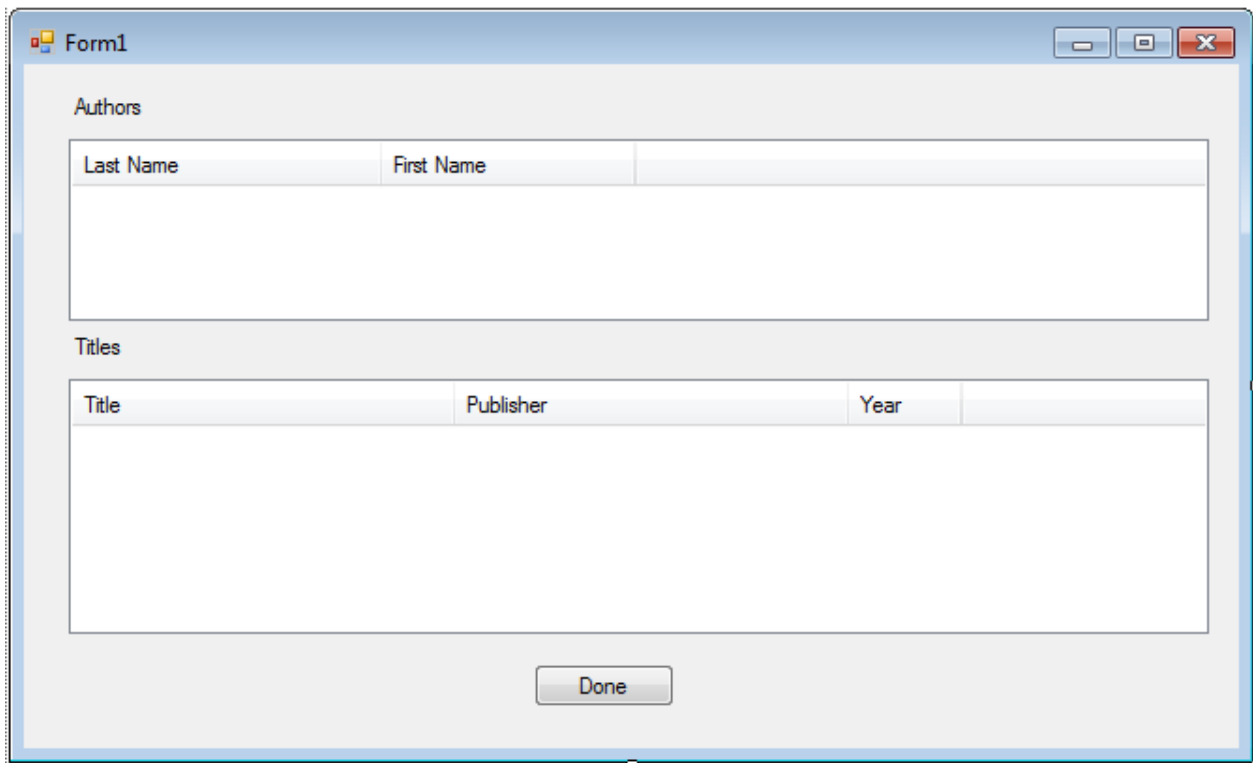 Form1
Authors
Last Name First Name
Titles
Title Publisher Year
Done